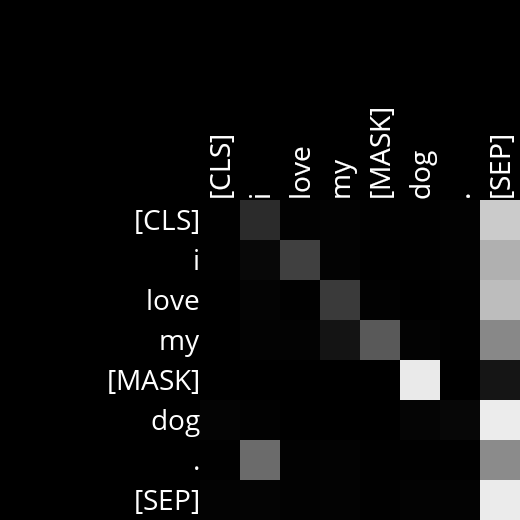 [CLS] i love my [MASK] dog . [SEP]
[CLS]
i
love
my
[MASK]
dog
.
[SEP]